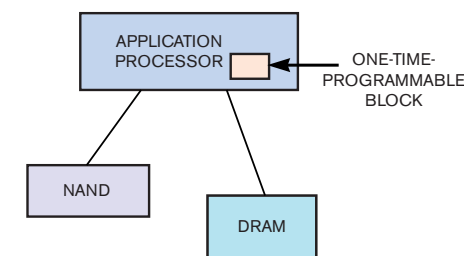 APPLICATION
PROCESSOR
ONE-TIME-
PROGRAMMABLE
BLOCK
NAND
DRAM